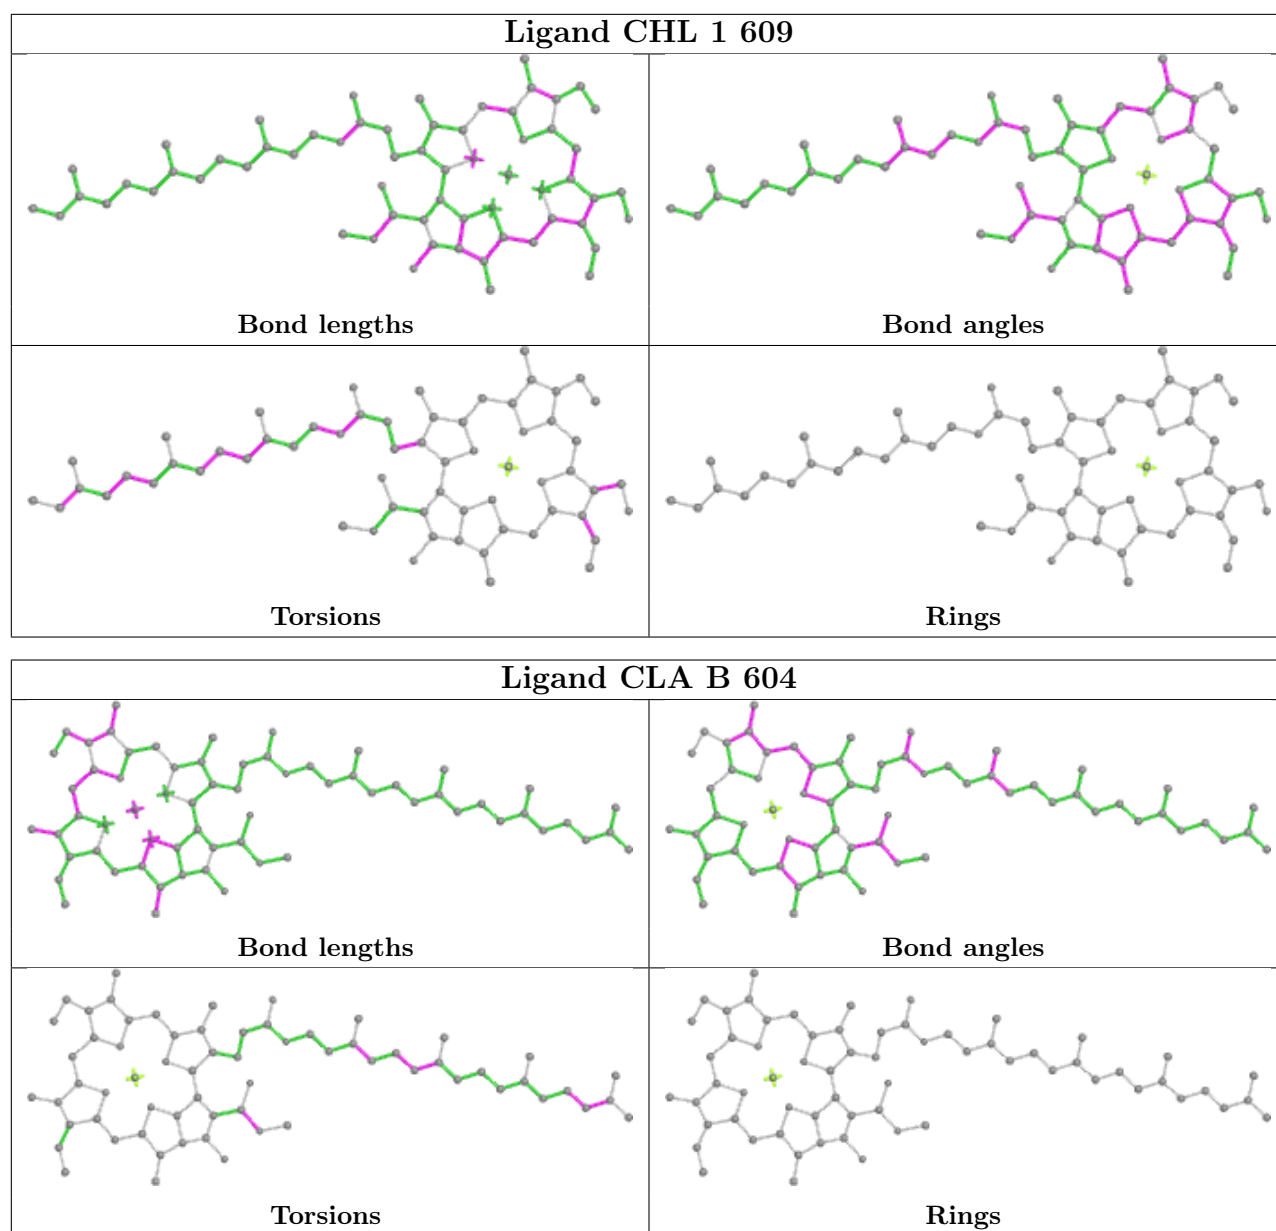 Ligand CHL 1 609
Bond lengths
Bond angles
Torsions
Rings
Ligand CLA B 604
Bond lengths
Bond angles
Torsions
Rings